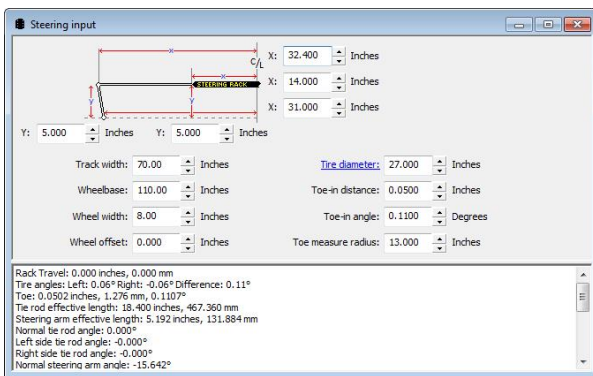 Steering input
x
C/L
X: 32.400 Inches
x
STEERING RACK
X: 14.000 Inches
y
y
X: 31.000 Inches
Y: 5.000 Inches Y: 5.000 Inches
Track width: 70.00 Inches Tire diameter: 27.000 Inches
Wheelbase: 110.00 Inches Toe-in distance: 0.0500 Inches
Wheel width: 8.00 Inches Toe-in angle: 0.1100 Degrees
Wheel offset: 0.000 Inches Toe measure radius: 13.000 Inches
Rack Travel: 0.000 inches, 0.000 mm
Tire angles: Left: 0.06° Right: -0.06° Difference: 0.11°
Toe: 0.0502 inches, 1.276 mm, 0.1107°
Tie rod effective length: 18.400 inches, 467.360 mm
Steering arm effective length: 5.192 inches, 131.884 mm
Normal tie rod angle: 0.000°
Left side tie rod angle: -0.000°
Right side tie rod angle: -0.000°
Normal steering arm angle: -15.642°